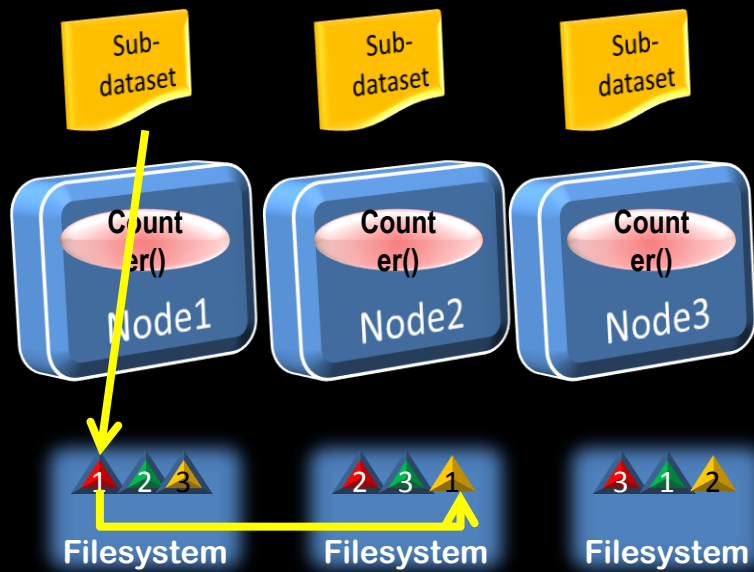 Sub-
dataset
Sub-
dataset
Sub-
dataset
Count
er()
Node1
Count
er()
Node2
Count
er()
Node3
1 2 3
Filesystem
2 3 1
Filesystem
3 1 2
Filesystem